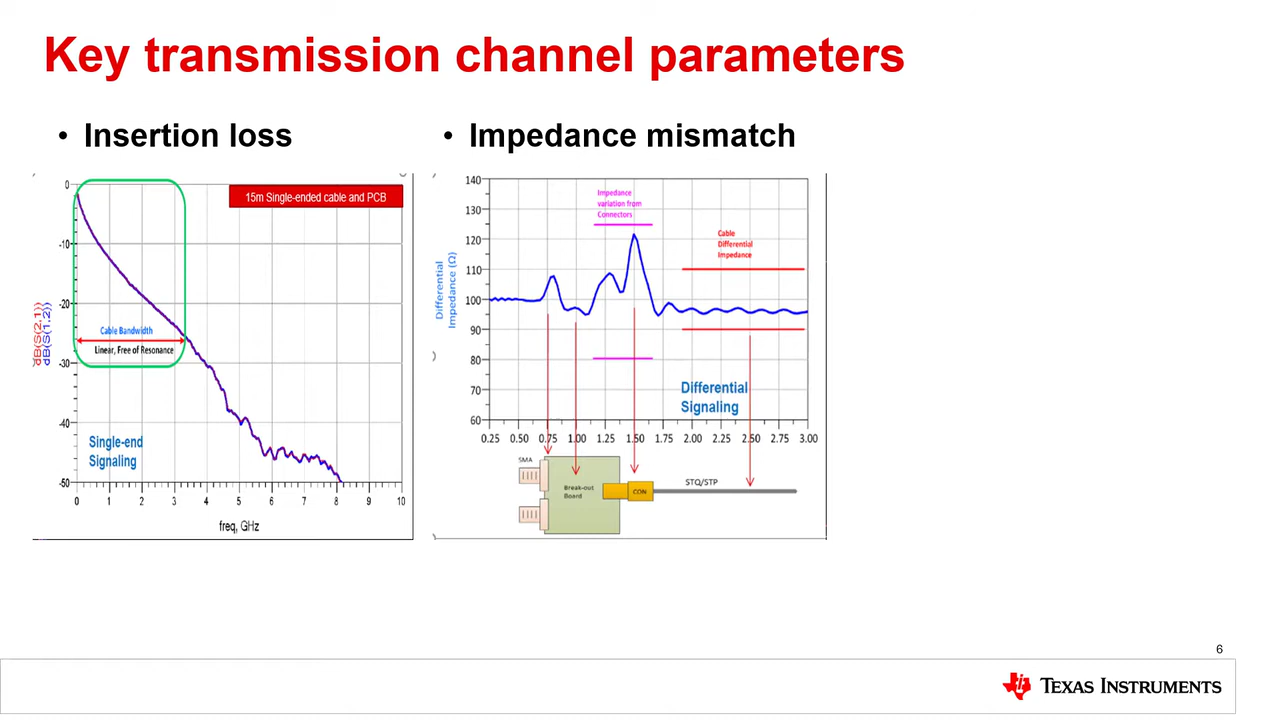 Key transmission channel parameters
• Insertion loss
• Impedance mismatch
15m Single-ended cable and PCB
0
-10
-20
-30
-40
-50
dB(S(2,1))
dB(S(1,2))
Cable Bandwidth
Linear, Free of Resonance
Single-end
Signaling
0 1 2 3 4 5 6 7 8 9 10
freq, GHz
140
130
120
110
100
90
80
70
60
Differential
Impedance (Ω)
Impedance
variation from
Connectors
Cable
Differential
Impedance
Differential
Signaling
0.25 0.50 0.75 1.00 1.25 1.50 1.75 2.00 2.25 2.50 2.75 3.00
SMA
Break-out
Board
CON
STQ/STP
6
TEXAS INSTRUMENTS